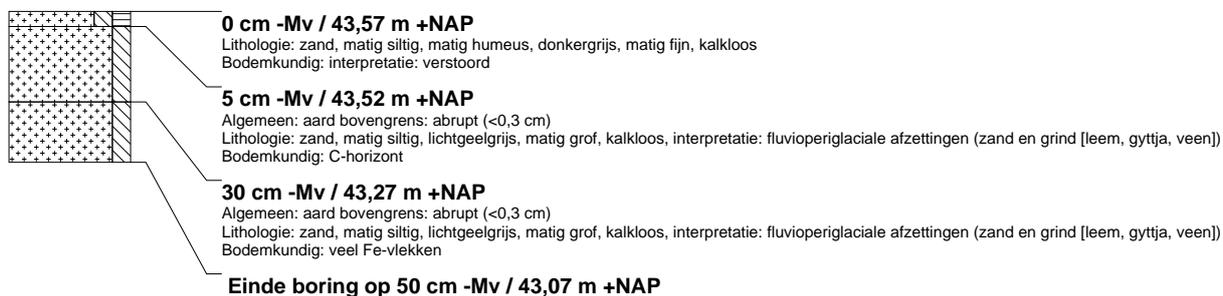 0 cm -Mv / 43,57 m +NAP
Lithologie: zand, matig siltig, matig humeus, donkergrijs, matig fijn, kalkloos
Bodemkundig: interpretatie: verstoord
5 cm -Mv / 43,52 m +NAP
Algemeen: aard bovengrens: abrupt (<0,3 cm)
Lithologie: zand, matig siltig, lichtgeelgrijs, matig grof, kalkloos, interpretatie: fluvioperiglaciale afzettingen (zand en grind [leem, gyttja, veen])
Bodemkundig: C-horizont
30 cm -Mv / 43,27 m +NAP
Algemeen: aard bovengrens: abrupt (<0,3 cm)
Lithologie: zand, matig siltig, lichtgeelgrijs, matig grof, kalkloos, interpretatie: fluvioperiglaciale afzettingen (zand en grind [leem, gyttja, veen])
Bodemkundig: veel Fe-vlekken
Einde boring op 50 cm -Mv / 43,07 m +NAP